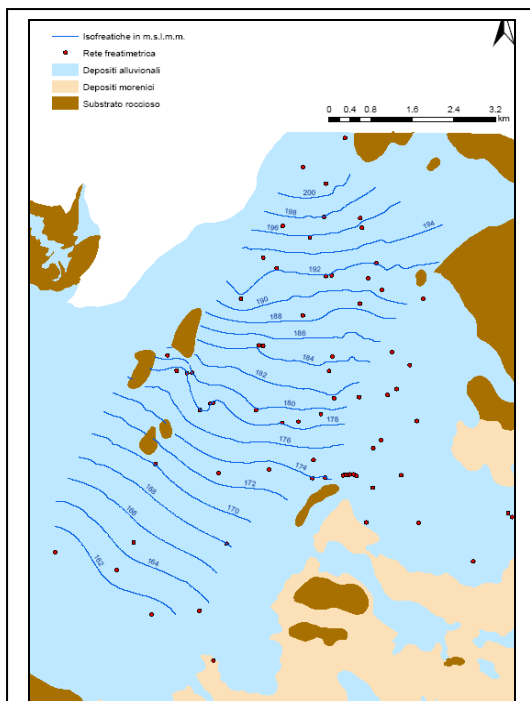 Isofreatiche in m.s.l.m.m.
Rete freatimetrica
Depositi alluvionali
Depositi morenici
Substrato roccioso
0 0.4 0.8 1.6 2.4 3.2
km
200
198
196
194
192
190
188
186
184
182
180
178
176
174
172
170
168
166
164
162